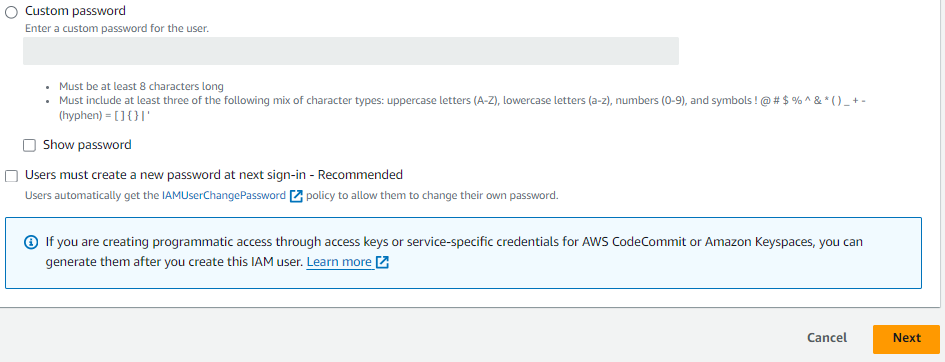 Custom password
Enter a custom password for the user.
Must be at least 8 characters long
Must include at least three of the following mix of character types: uppercase letters (A-Z), lowercase letters (a-z), numbers (0-9), and symbols ! @ # $ % ^ & * ( ) _ + -
(hyphen) = [ ] { } | '
Show password
Users must create a new password at next sign-in - Recommended
Users automatically get the IAMUserChangePassword policy to allow them to change their own password.
If you are creating programmatic access through access keys or service-specific credentials for AWS CodeCommit or Amazon Keyspaces, you can
generate them after you create this IAM user. Learn more
Cancel Next